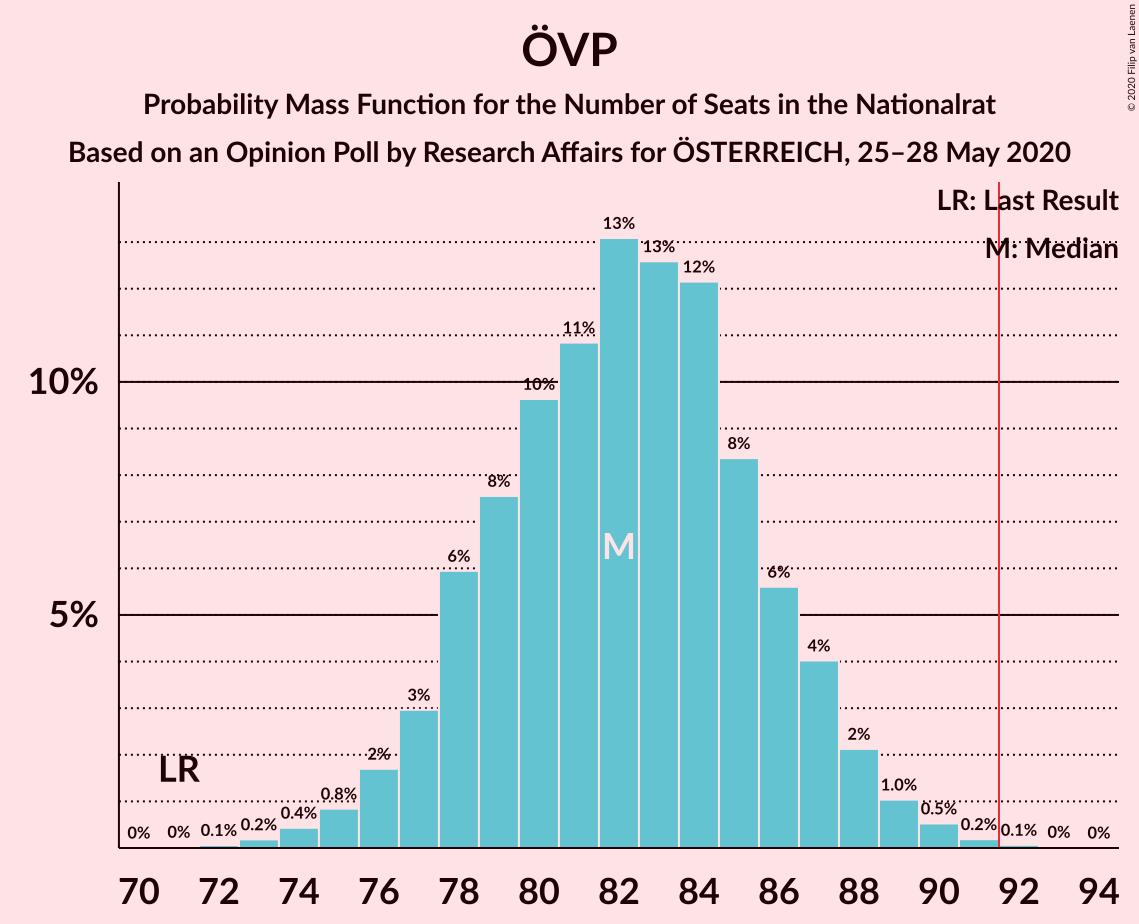 ÖVP
Probability Mass Function for the Number of Seats in the Nationalrat
Based on an Opinion Poll by Research Affairs for ÖSTERREICH, 25–28 May 2020
© 2020 Filip van Laenen
LR: Last Result
M: Median
13%
13%
12%
11%
10%
10%
8%
8%
M
6%
6%
5%
4%
3%
2%
2%
LR
0.8%
1.0%
0.4%
0.5%
0% 0% 0.1% 0.2% 0.2% 0.1% 0% 0%
70 72 74 76 78 80 82 84 86 88 90 92 94